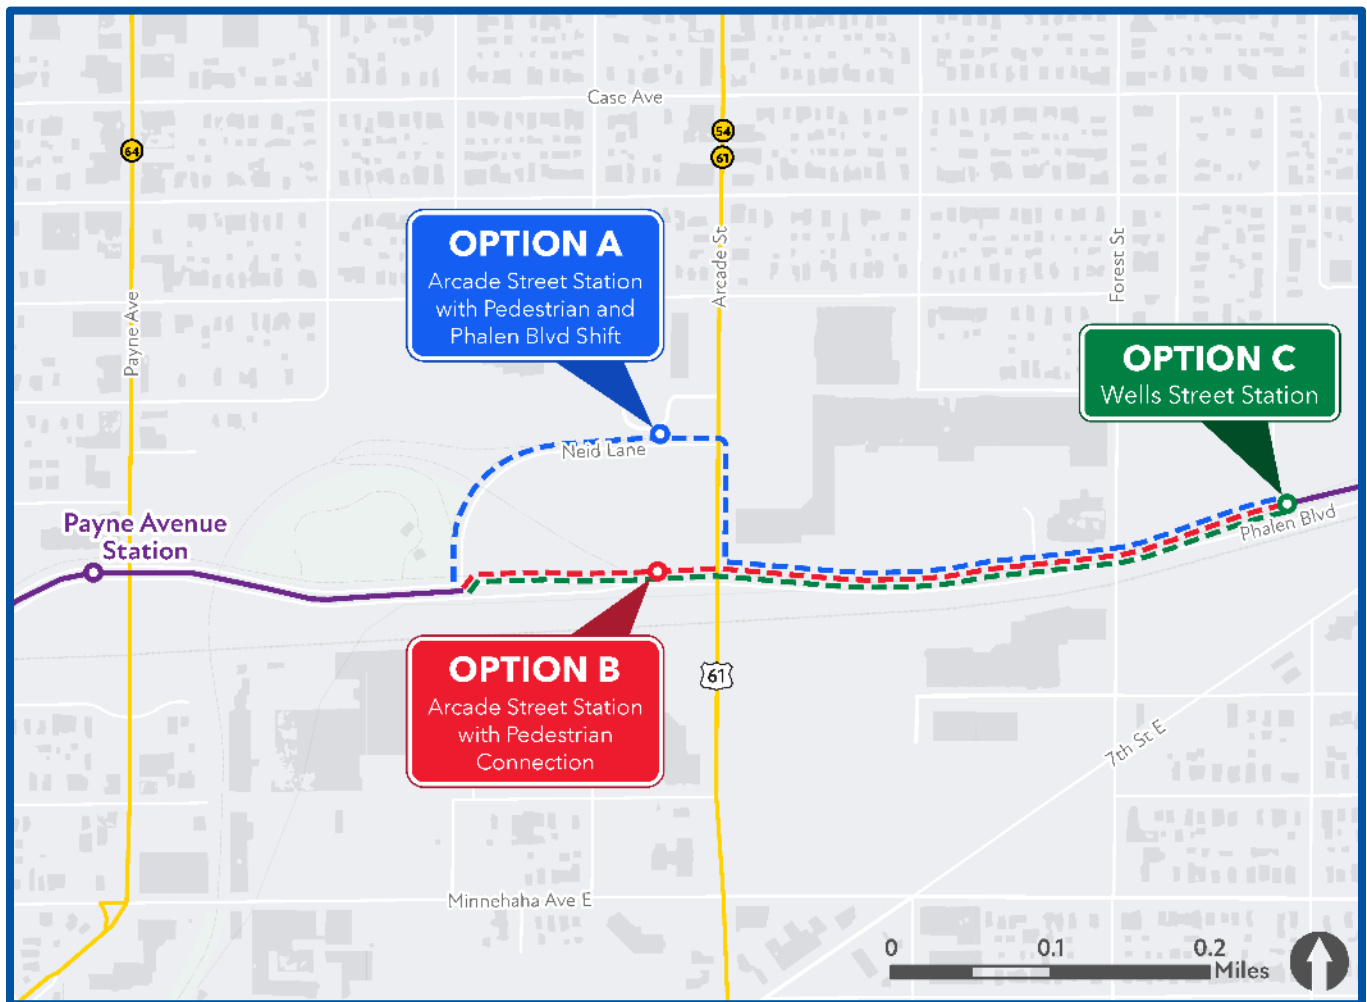 Case Ave
54
64
61
OPTION A
Arcade Street Station
with Pedestrian and
Phalen Blvd Shift
Arcade St
Forest St
Payne Ave
OPTION C
Wells Street Station
Neid Lane
Payne Avenue
Station
Phalen Blvd
OPTION B
Arcade Street Station
with Pedestrian
Connection
61
7th St E
Minnehaha Ave E
0 0.1 0.2
Miles